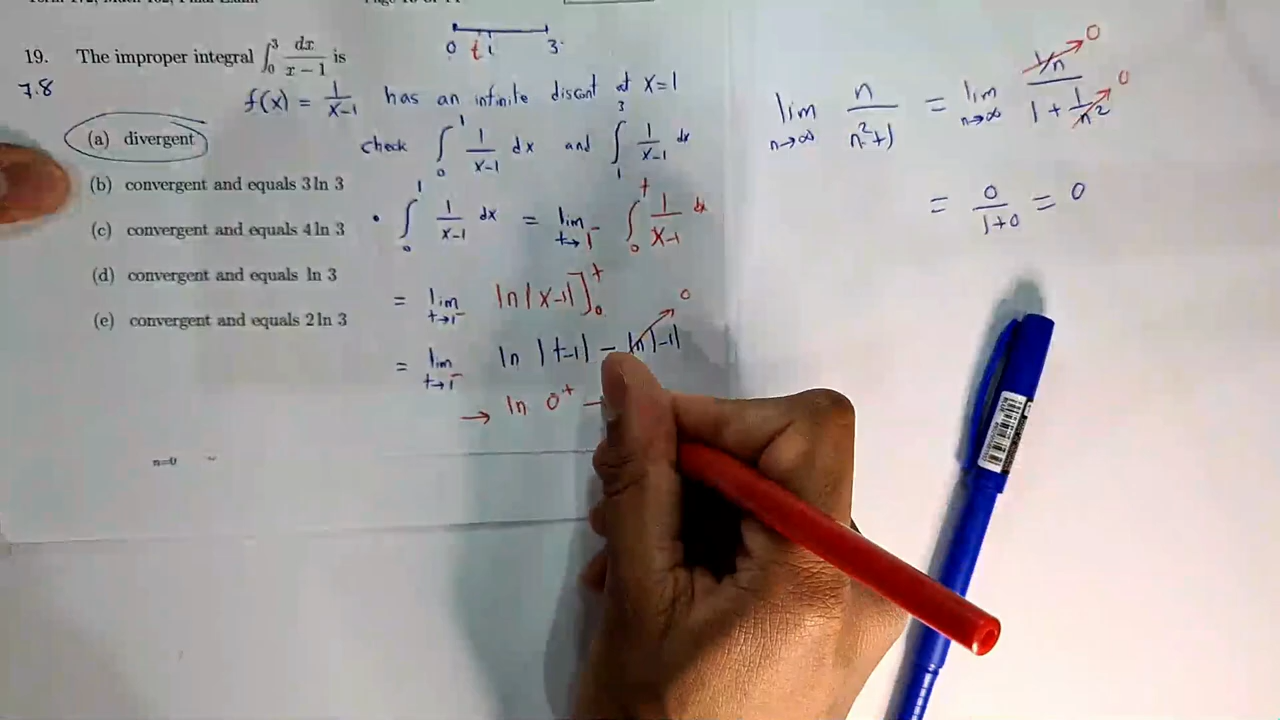 19. The improper integral ∫₀³ dx/(x − 1) is
7.8
0 t 1 3
f(x) = 1/(x-1) has an infinite discont at x=1
(a) divergent
check ∫₀¹ 1/(x-1) dx and ∫₁³ 1/(x-1) dx
(b) convergent and equals 3 ln 3
(c) convergent and equals 4 ln 3
• ∫₀¹ 1/(x-1) dx = lim t→1⁻ ∫₀ᵗ 1/(x-1) dx
(d) convergent and equals ln 3
= lim t→1⁻ ln|x-1|]₀ᵗ
(e) convergent and equals 2 ln 3
= lim t→1⁻ ln |t-1| - ln|-1| 0
→ ln 0⁺ →
n=0
lim n→∞ n/(n²+1) = lim n→∞ (1/n)/(1 + 1/n²) 0 0
= 0/(1+0) = 0